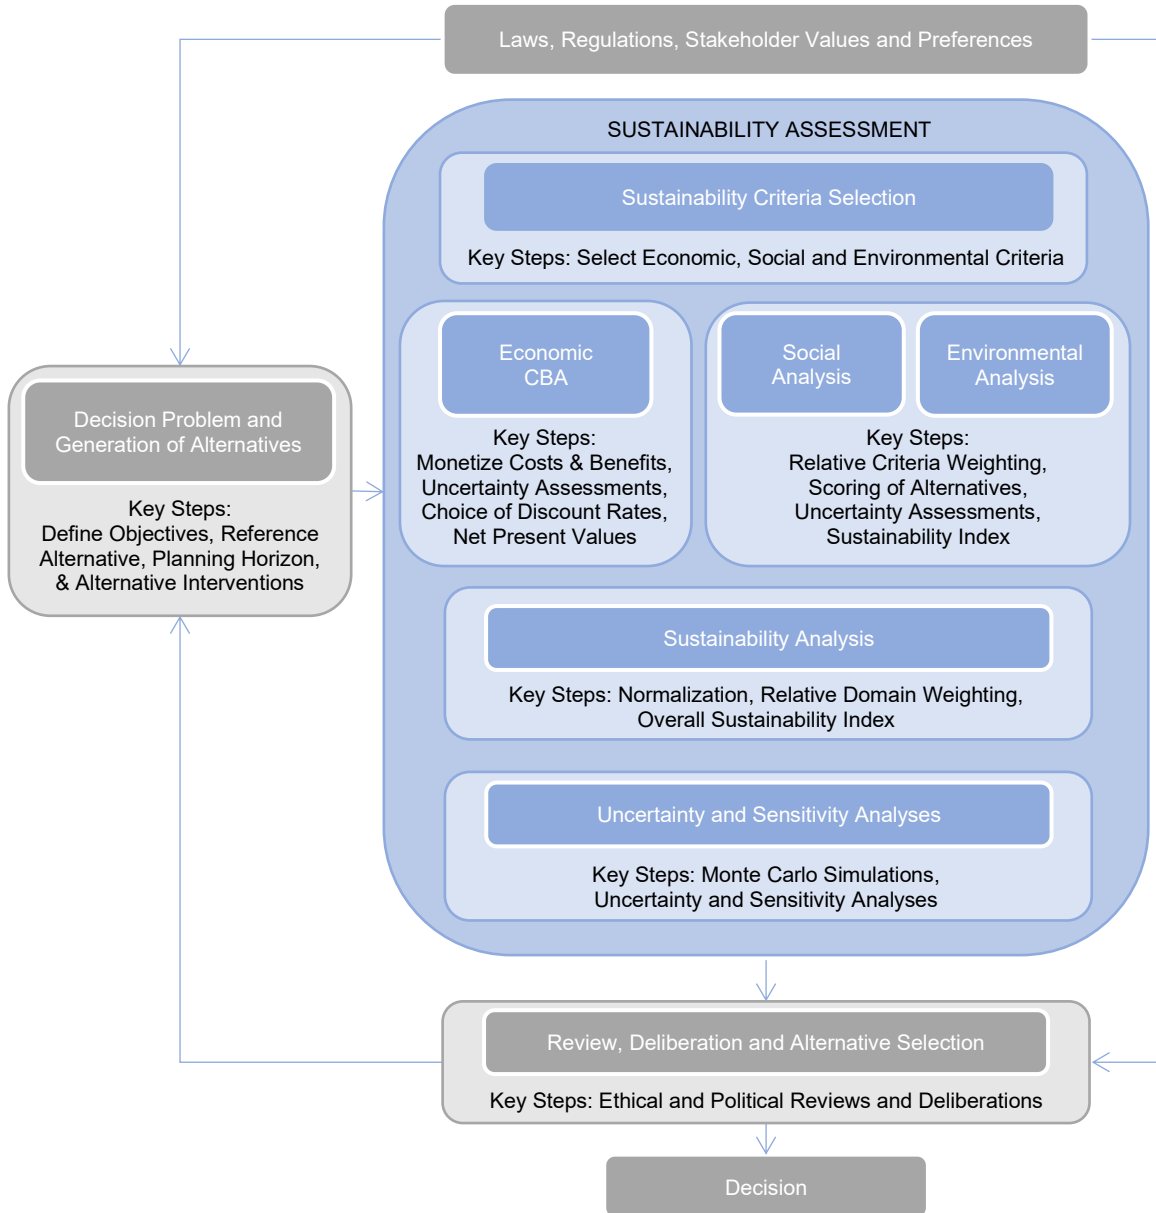 Laws, Regulations, Stakeholder Values and Preferences
SUSTAINABILITY ASSESSMENT
Sustainability Criteria Selection
Key Steps: Select Economic, Social and Environmental Criteria
Decision Problem and
Generation of Alternatives
Key Steps:
Define Objectives, Reference
Alternative, Planning Horizon,
& Alternative Interventions
Economic
CBA
Key Steps:
Monetize Costs & Benefits,
Uncertainty Assessments,
Choice of Discount Rates,
Net Present Values
Social
Analysis
Environmental
Analysis
Key Steps:
Relative Criteria Weighting,
Scoring of Alternatives,
Uncertainty Assessments,
Sustainability Index
Sustainability Analysis
Key Steps: Normalization, Relative Domain Weighting,
Overall Sustainability Index
Uncertainty and Sensitivity Analyses
Key Steps: Monte Carlo Simulations,
Uncertainty and Sensitivity Analyses
Review, Deliberation and Alternative Selection
Key Steps: Ethical and Political Reviews and Deliberations
Decision